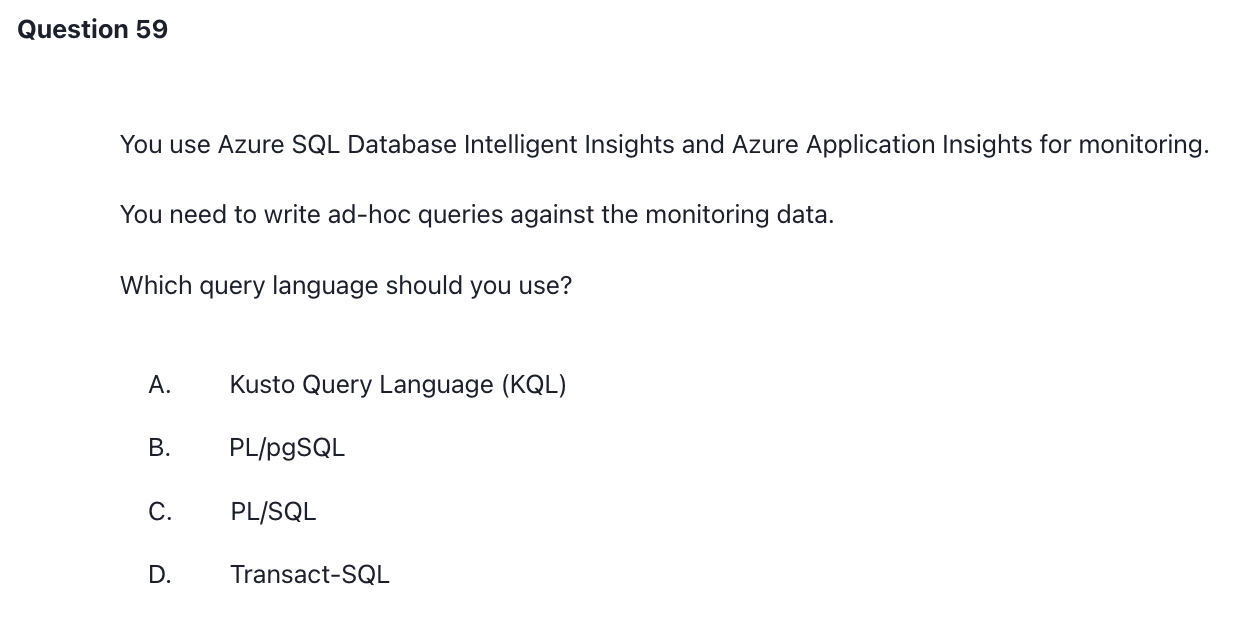 Question 59
You use Azure SQL Database Intelligent Insights and Azure Application Insights for monitoring.
You need to write ad-hoc queries against the monitoring data.
Which query language should you use?
A. Kusto Query Language (KQL)
B. PL/pgSQL
C. PL/SQL
D. Transact-SQL